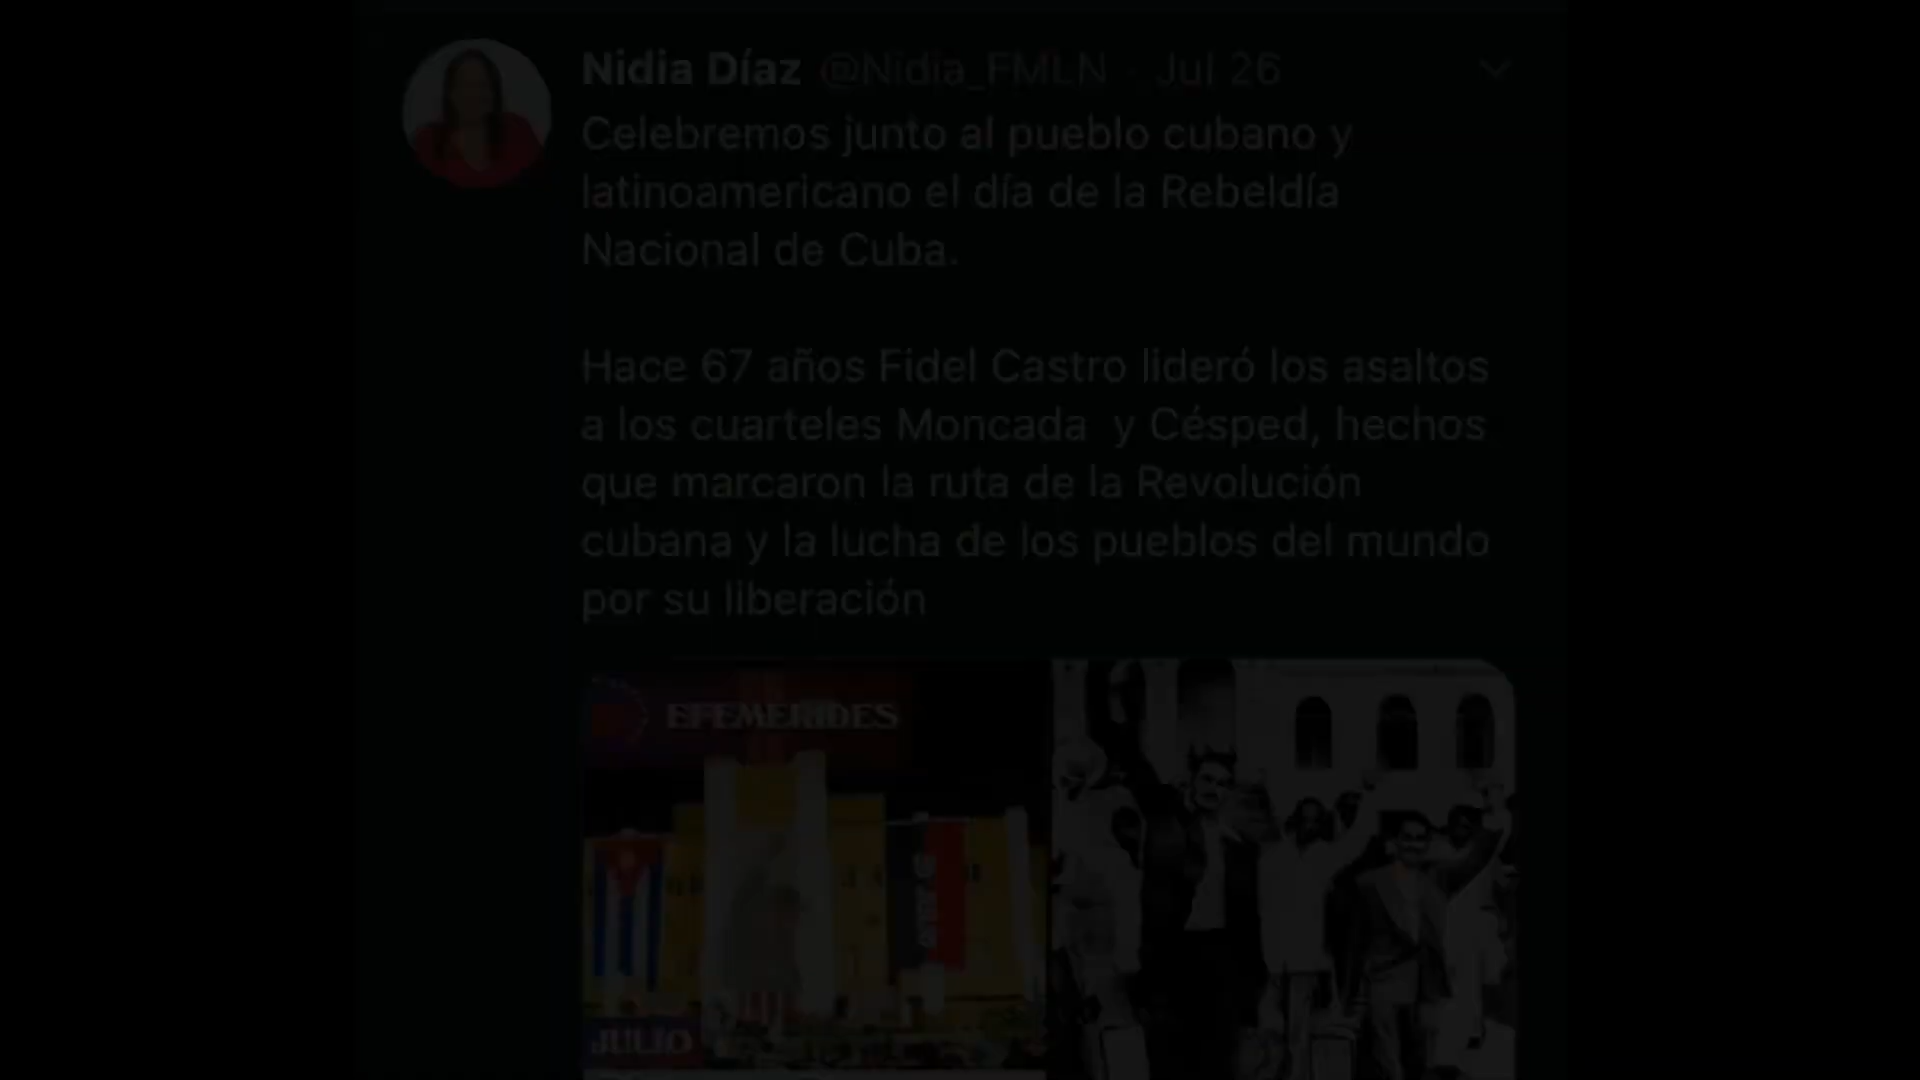 Nidia Díaz @Nidia_FMLN · Jul 26
Celebremos junto al pueblo cubano y
latinoamericano el día de la Rebeldía
Nacional de Cuba.
Hace 67 años Fidel Castro lideró los asaltos
a los cuarteles Moncada y Césped, hechos
que marcaron la ruta de la Revolución
cubana y la lucha de los pueblos del mundo
por su liberación
EFEMERIDES
JULIO